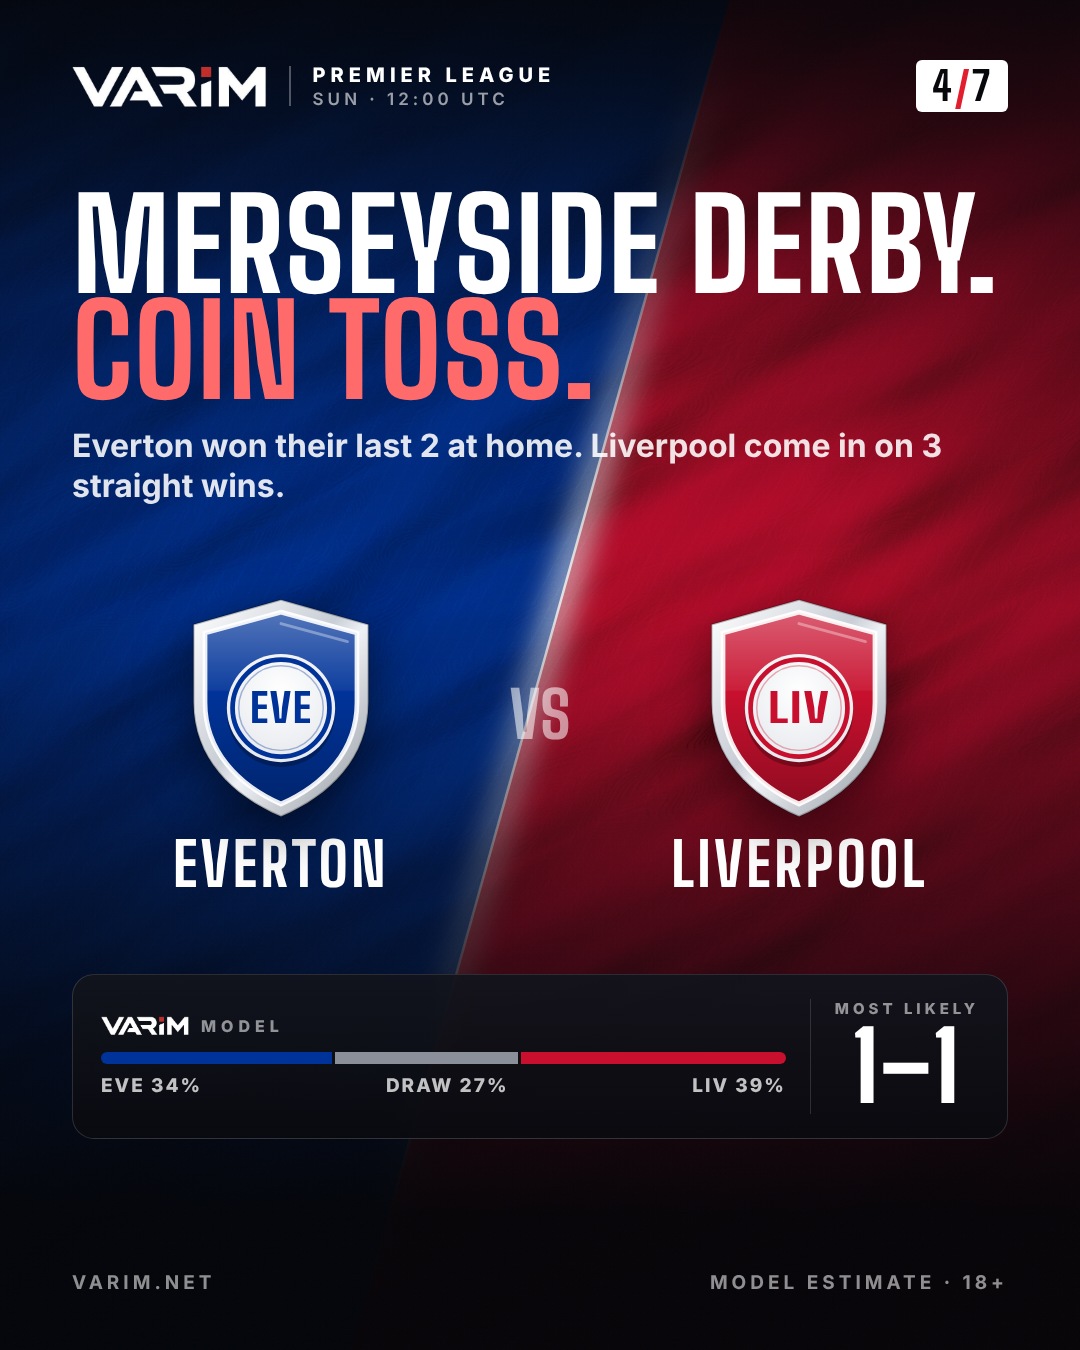 VARiM
PREMIER LEAGUE
SUN · 12:00 UTC
4/7
MERSEYSIDE DERBY.
COIN TOSS.
Everton won their last 2 at home. Liverpool come in on 3
straight wins.
EVE
VS
LIV
EVERTON
LIVERPOOL
VARiM MODEL
EVE 34%
DRAW 27%
LIV 39%
MOST LIKELY
1–1
VARIM.NET
MODEL ESTIMATE · 18+